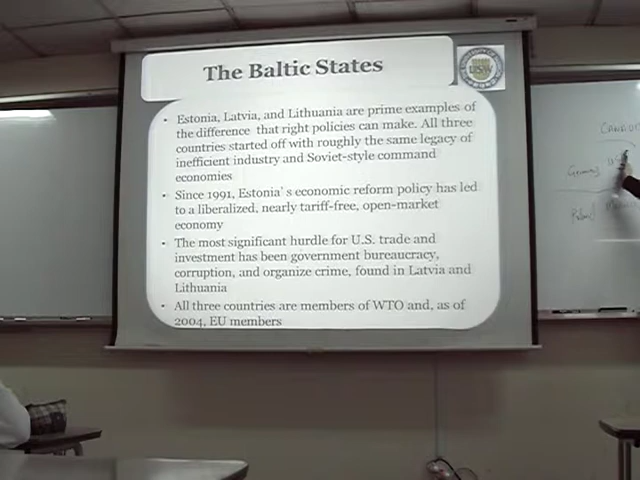 The Baltic States
• Estonia, Latvia, and Lithuania are prime examples of
the difference that right policies can make. All three
countries started off with roughly the same legacy of
inefficient industry and Soviet-style command
economies
• Since 1991, Estonia's economic reform policy has led
to a liberalized, nearly tariff-free, open-market
economy
• The most significant hurdle for U.S. trade and
investment has been government bureaucracy,
corruption, and organize crime, found in Latvia and
Lithuania
• All three countries are members of WTO and, as of
2004, EU members